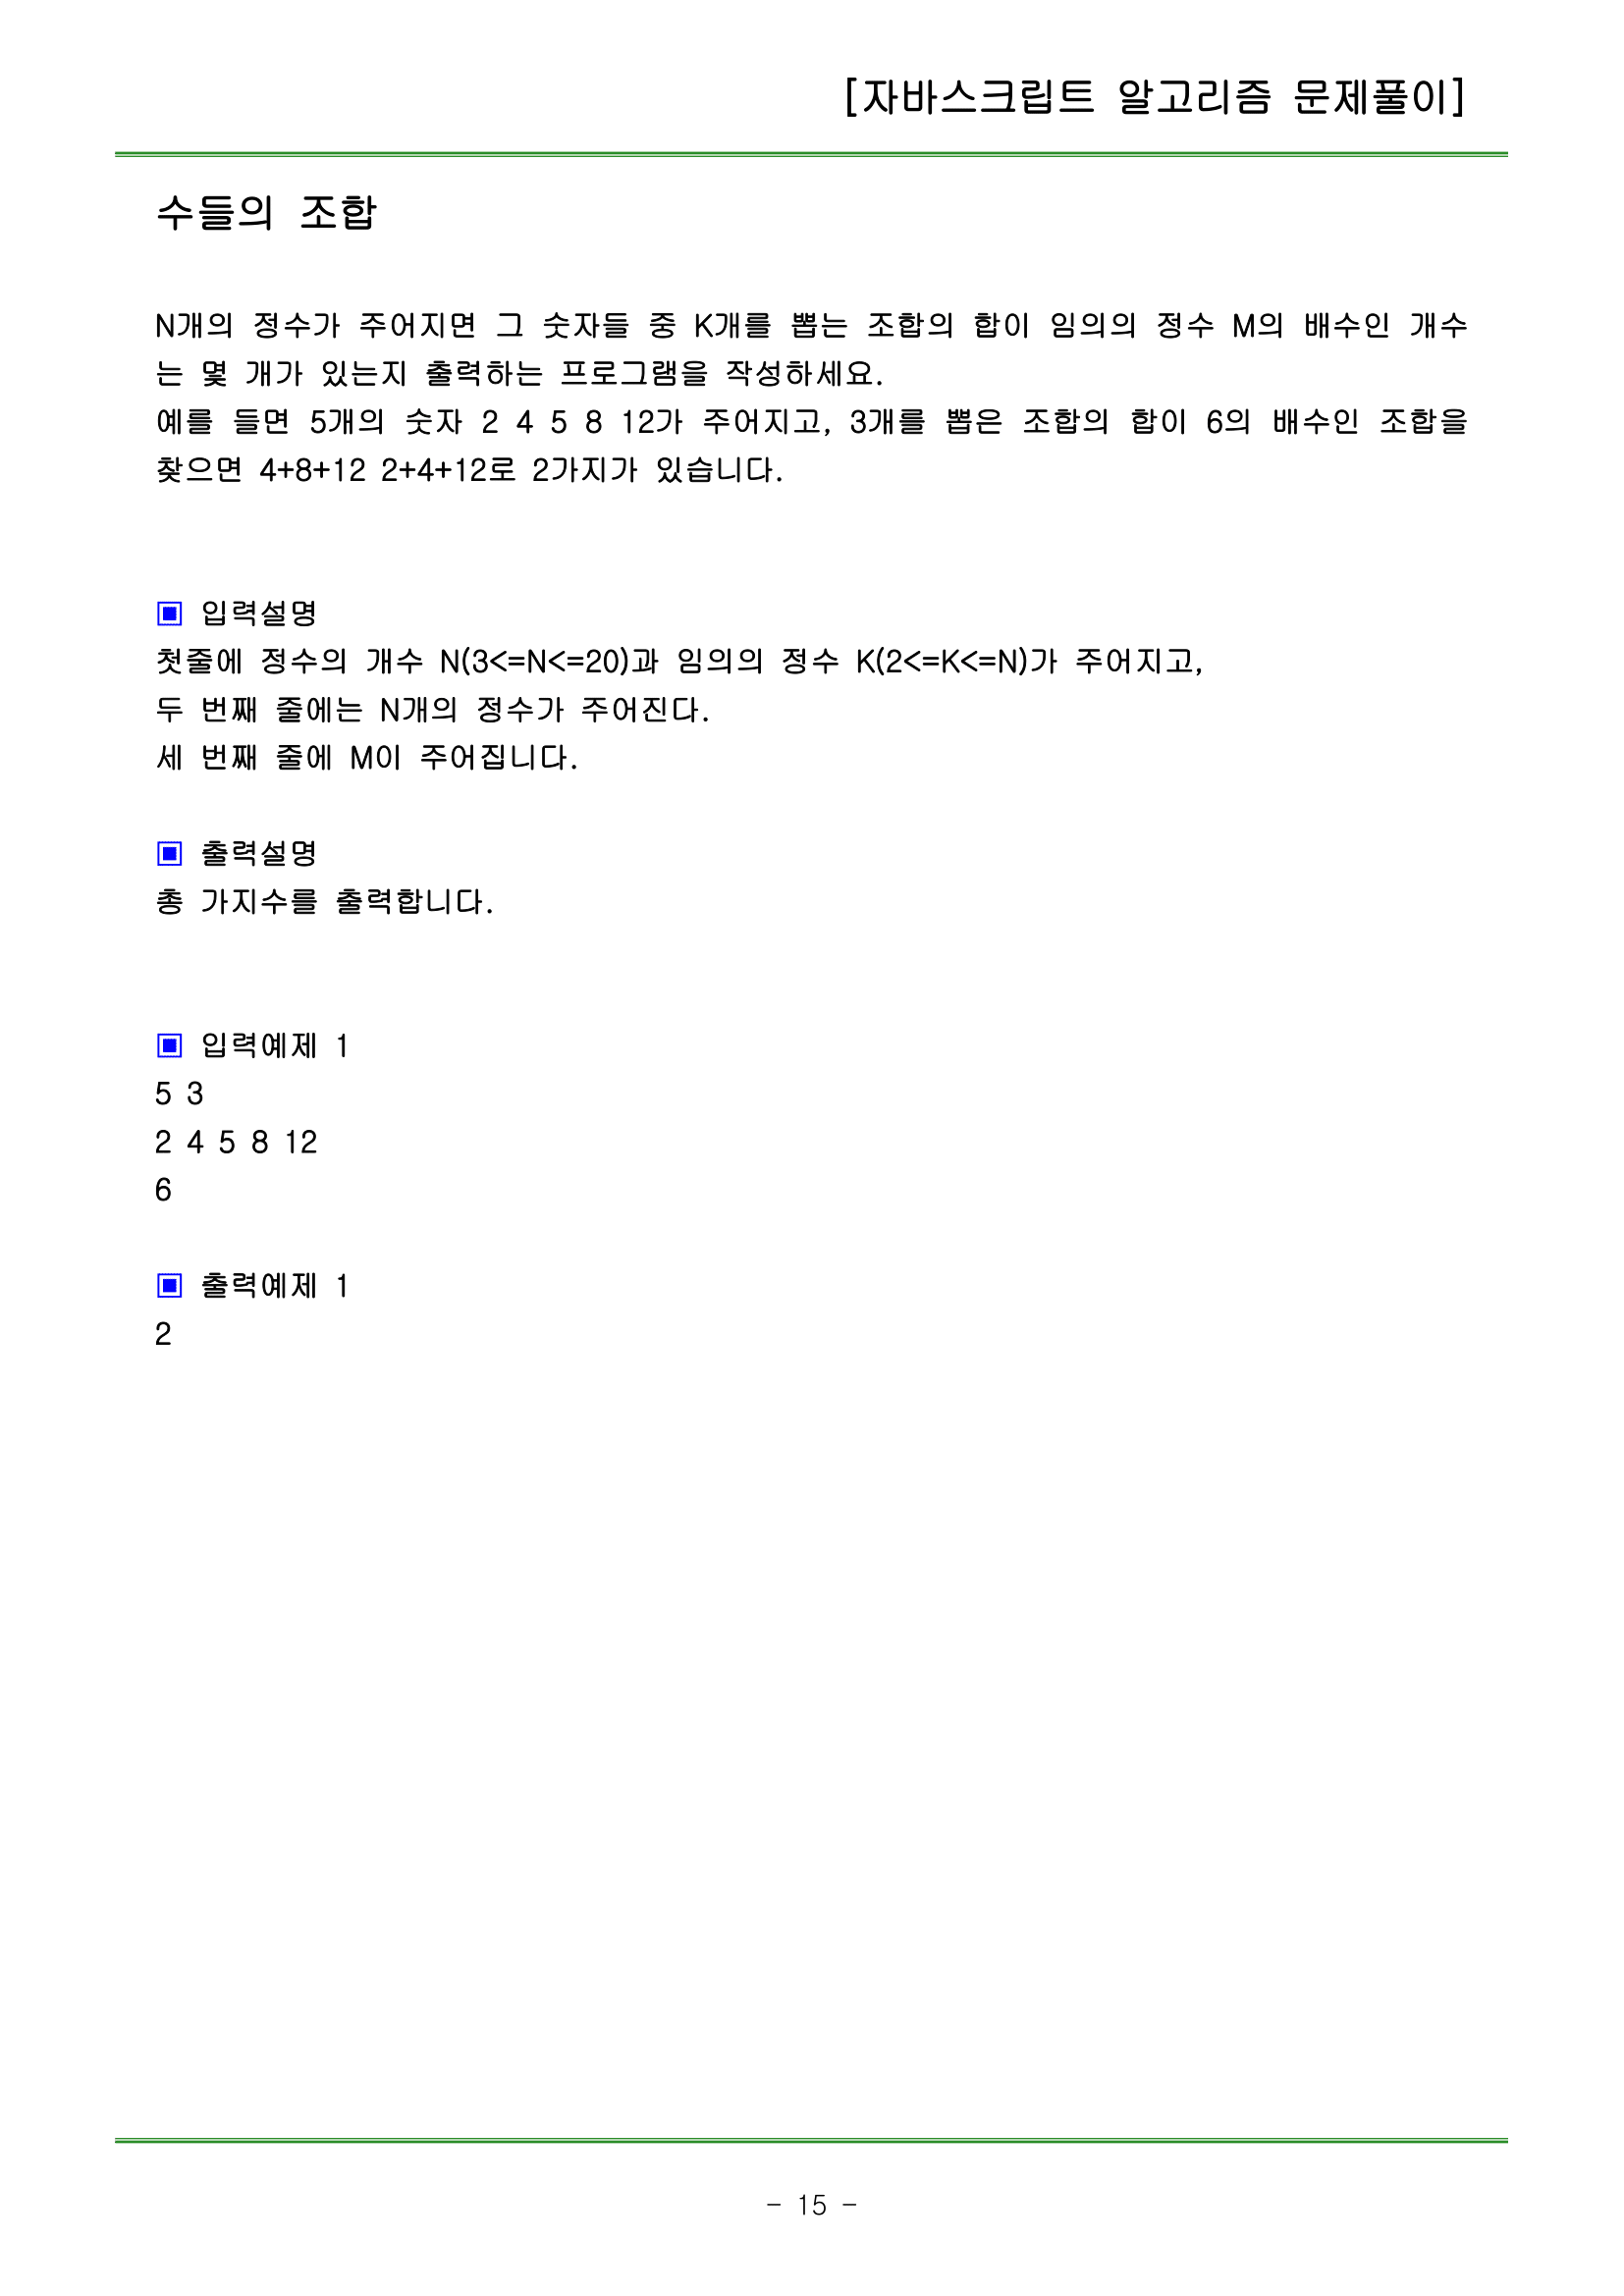 [자바스크립트 알고리즘 문제풀이]
수들의 조합
N개의 정수가 주어지면 그 숫자들 중 K개를 뽑는 조합의 합이 임의의 정수 M의 배수인 개수
는 몇 개가 있는지 출력하는 프로그램을 작성하세요.
예를 들면 5개의 숫자 2 4 5 8 12가 주어지고, 3개를 뽑은 조합의 합이 6의 배수인 조합을
찾으면 4+8+12 2+4+12로 2가지가 있습니다.
▣ 입력설명
첫줄에 정수의 개수 N(3<=N<=20)과 임의의 정수 K(2<=K<=N)가 주어지고,
두 번째 줄에는 N개의 정수가 주어진다.
세 번째 줄에 M이 주어집니다.
▣ 출력설명
총 가지수를 출력합니다.
▣ 입력예제 1
5 3
2 4 5 8 12
6
▣ 출력예제 1
2
- 15 -